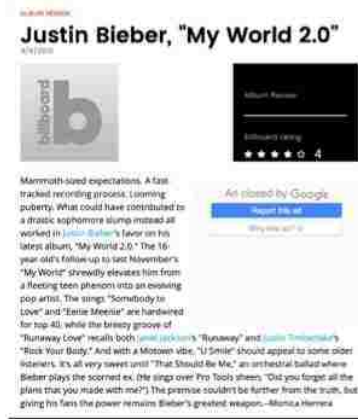 ALBUM REVIEW
Justin Bieber, "My World 2.0"
billboard b
Album Review
Billboard rating
★ ★ ★ ★ ☆ 4
Mammoth-sized expectations. A fast
tracked recording process. Looming
puberty. What could have contributed to
a drastic sophomore slump instead all
worked in Justin Bieber's favor on his
latest album, "My World 2.0." The 16-
year-old's follow-up to last November's
"My World" shrewdly elevates him from
a fleeting teen phenom into an evolving
pop artist. The songs "Somebody to
Love" and "Eenie Meenie" are hardwired
for top 40, while the breezy groove of
"Runaway Love" recalls both Janet Jackson's "Runaway" and Justin Timberlake's
"Rock Your Body." And with a Motown vibe, "U Smile" should appeal to some older
listeners. It's all very sweet until "That Should Be Me," an orchestral ballad where
Bieber plays the scorned ex. (He sings over Pro Tools sheen, "Did you forget all the
plans that you made with me?") The premise couldn't be further from the truth, but
giving his fans the power remains Bieber's greatest weapon.—Monica Herrera
Ad closed by Google
Report this ad
Why this ad?